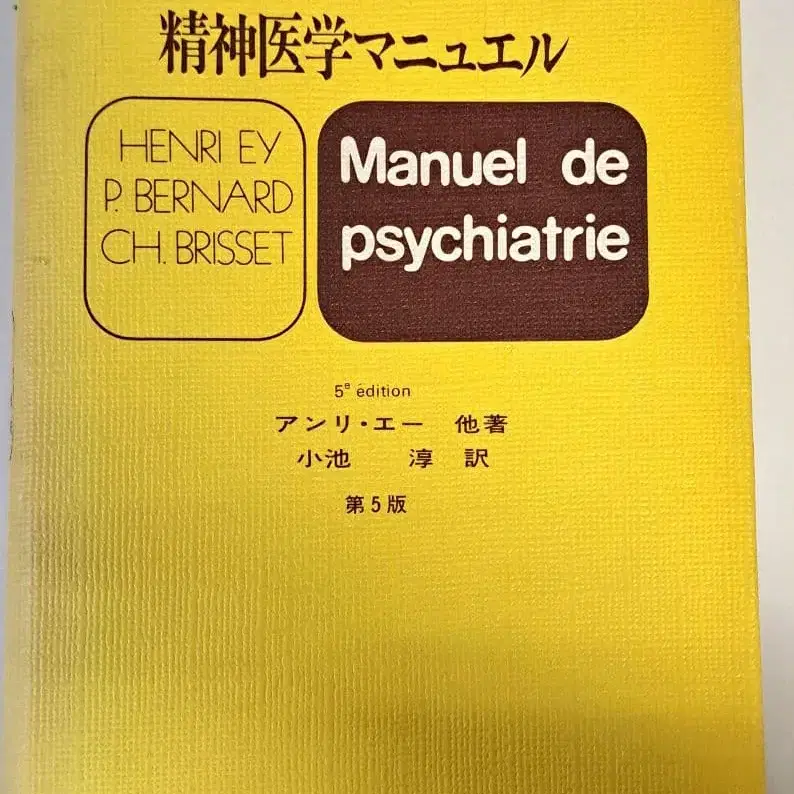 精神医学マニュエル
HENRI EY
P. BERNARD
CH. BRISSET
Manuel de
psychiatrie
5e édition
アンリ・エー 他著
小池 淳 訳
第5版